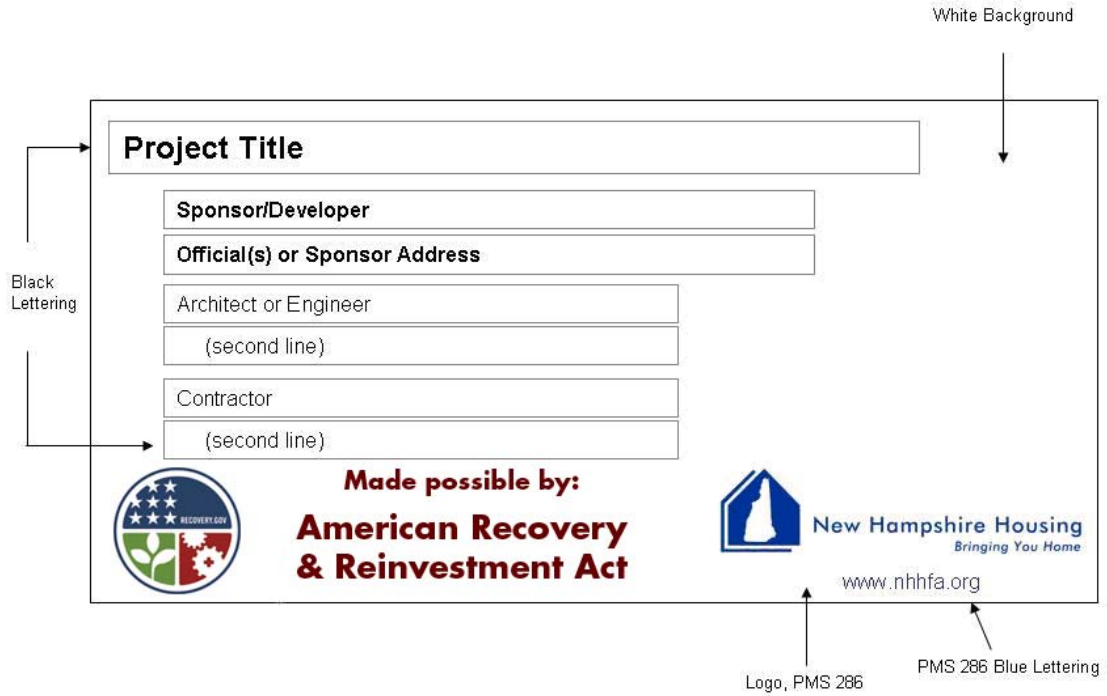 White Background
Project Title
Sponsor/Developer
Official(s) or Sponsor Address
Black
Lettering
Architect or Engineer
(second line)
Contractor
(second line)
RECOVERY.GOV
Made possible by:
American Recovery
& Reinvestment Act
New Hampshire Housing
Bringing You Home
www.nhhfa.org
Logo, PMS 286
PMS 286 Blue Lettering